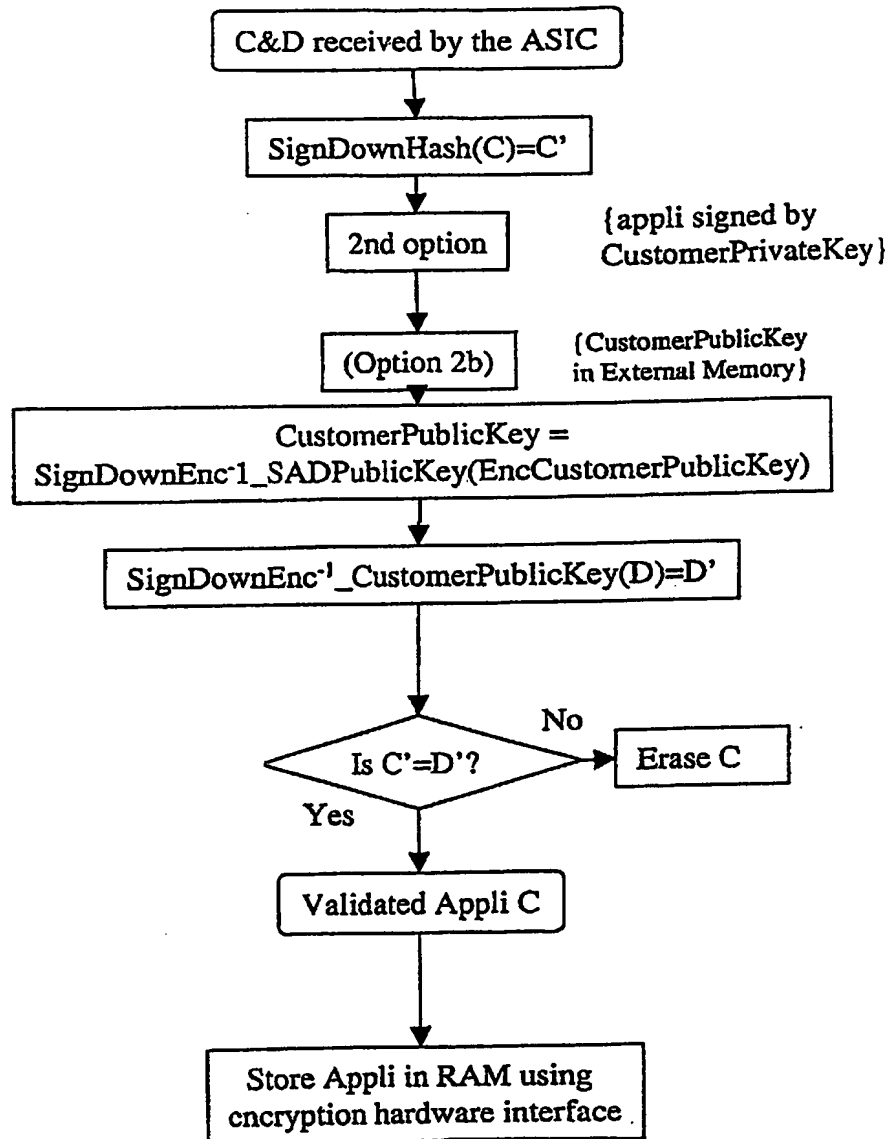 C&D received by the ASIC
SignDownHash(C)=C’
2nd option
{appli signed by
CustomerPrivateKey}
(Option 2b)
{CustomerPublicKey
in External Memory}
CustomerPublicKey =
SignDownEnc⁻1_SADPublicKey(EncCustomerPublicKey)
SignDownEnc⁻¹_CustomerPublicKey(D)=D’
Is C’=D’?
No
Erase C
Yes
Validated Appli C
Store Appli in RAM using
encryption hardware interface